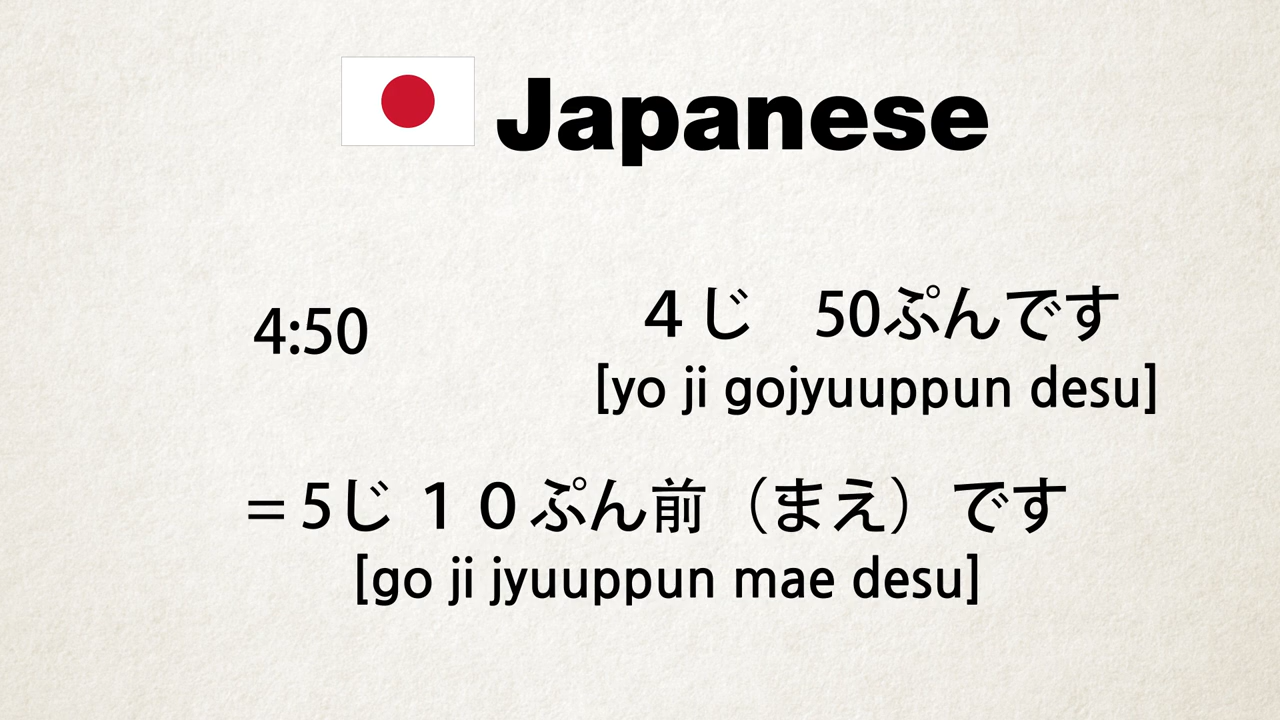 Japanese
4:50
４じ　50ぷんです
[yo ji gojyuuppun desu]
＝5じ １０ぷん前（まえ）です
[go ji jyuuppun mae desu]